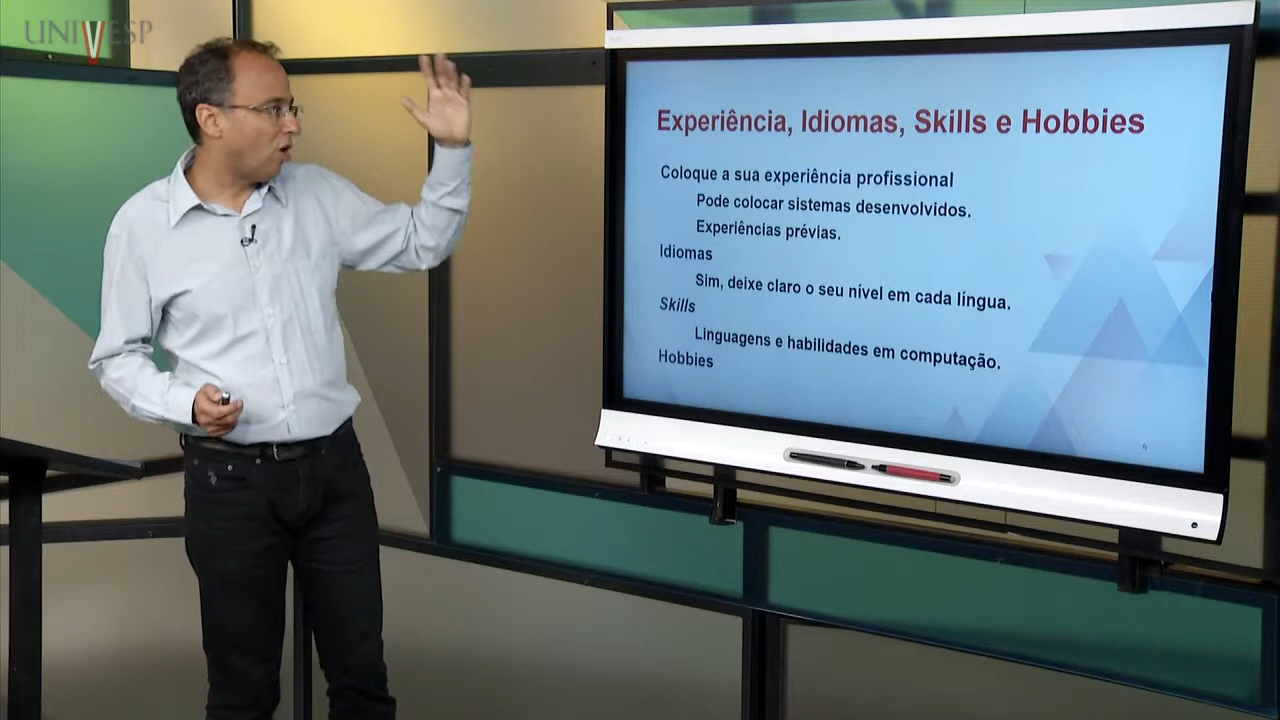 UNIVESP
Experiência, Idiomas, Skills e Hobbies
Coloque a sua experiência profissional
Pode colocar sistemas desenvolvidos.
Experiências prévias.
Idiomas
Sim, deixe claro o seu nível em cada língua.
Skills
Linguagens e habilidades em computação.
Hobbies
6